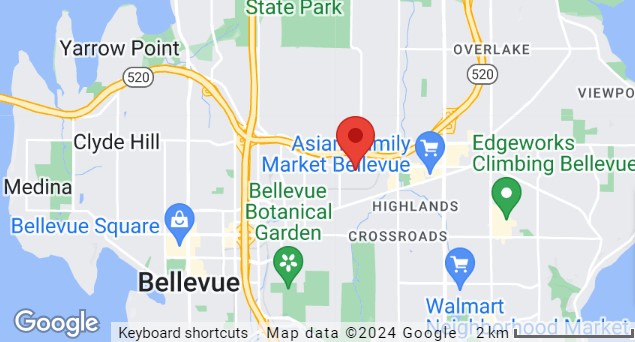 State Park
Yarrow Point
OVERLAKE
520
520
VIEWPO
Clyde Hill
Asian Family
Market Bellevue
Edgeworks
Climbing Bellevue
Medina
Bellevue
Botanical
Garden
HIGHLANDS
Bellevue Square
CROSSROADS
Bellevue
Walmart
Neighborhood Market
Google
Keyboard shortcuts
Map data ©2024 Google
2 km